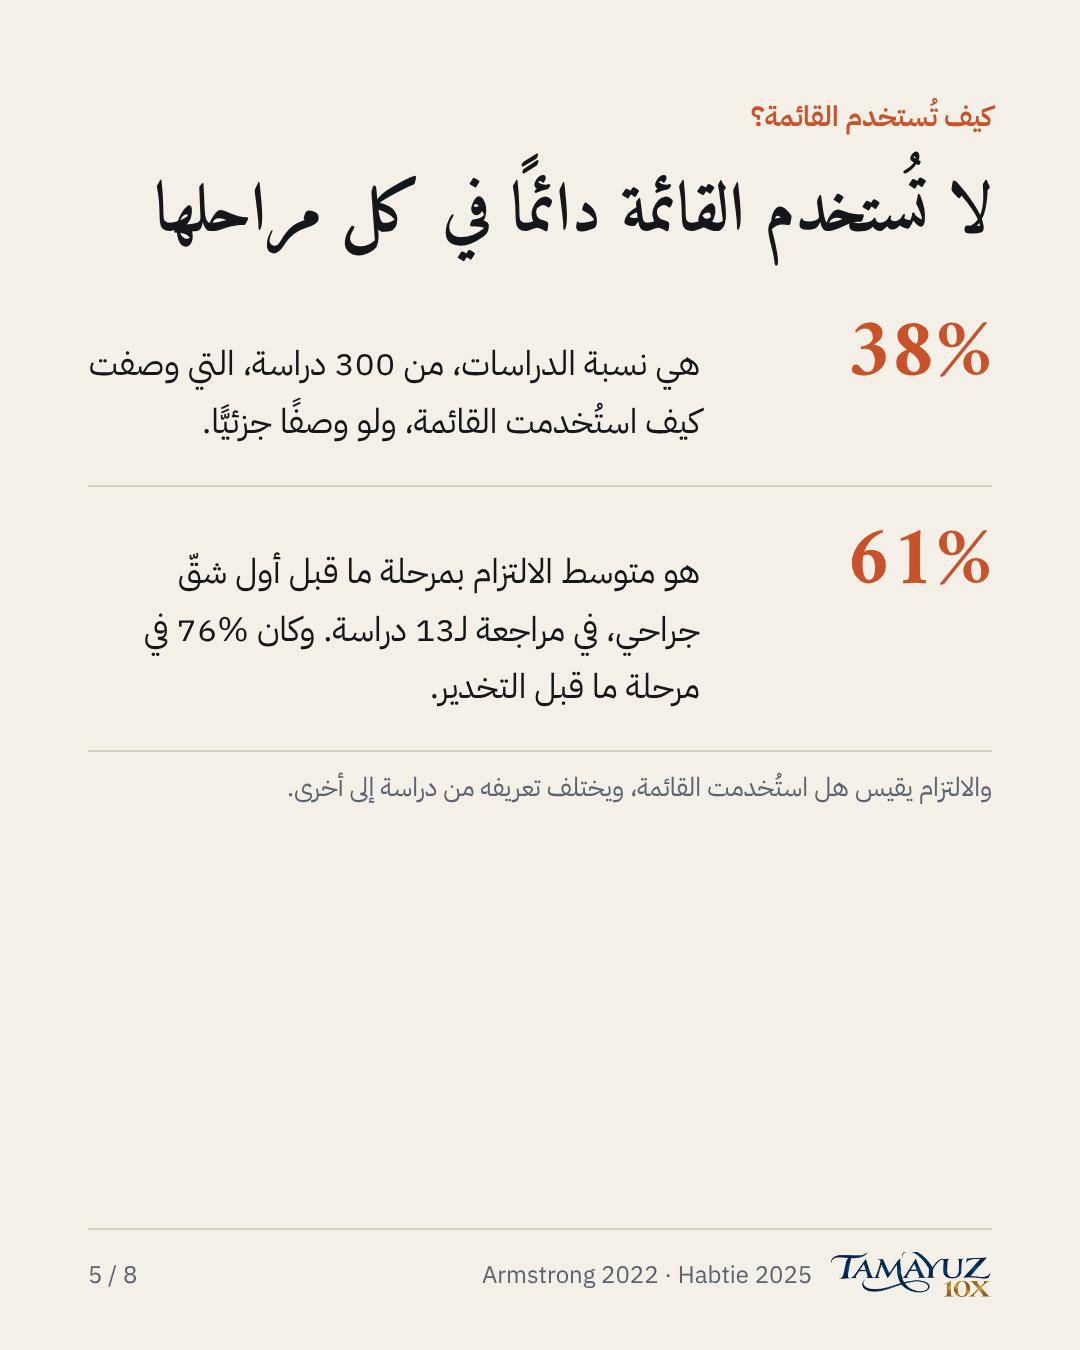 كيف تُستخدم القائمة؟
لا تُستخدم القائمة دائمًا في كل مراحلها
38%
هي نسبة الدراسات، من 300 دراسة، التي وصفت
كيف استُخدمت القائمة، ولو وصفًا جزئيًّا.
61%
هو متوسط الالتزام بمرحلة ما قبل أول شقّ
جراحي، في مراجعة لـ13 دراسة. وكان 76% في
مرحلة ما قبل التخدير.
والالتزام يقيس هل استُخدمت القائمة، ويختلف تعريفه من دراسة إلى أخرى.
TAMAYUZ
10X
Armstrong 2022 · Habtie 2025
5 / 8